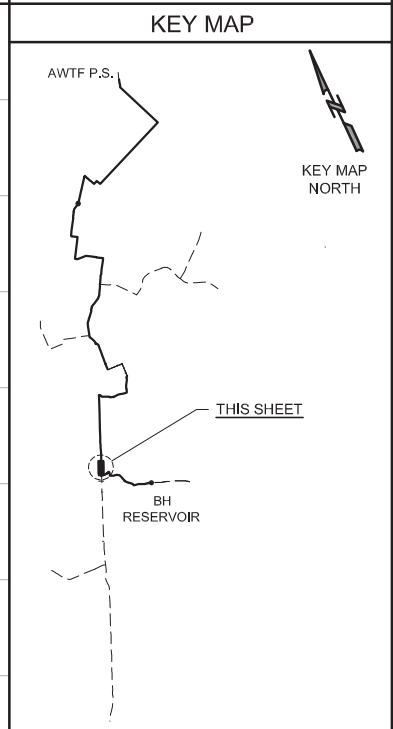 KEY MAP
AWTF P.S.
KEY MAP
NORTH
THIS SHEET
BH
RESERVOIR